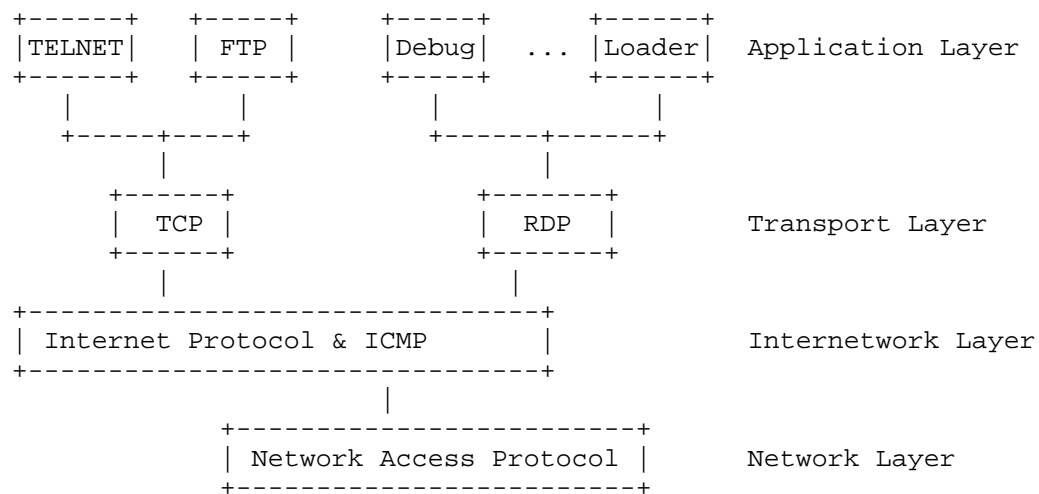 TELNET FTP Debug ... Loader Application Layer
TCP RDP Transport Layer
Internet Protocol & ICMP Internetwork Layer
Network Access Protocol Network Layer